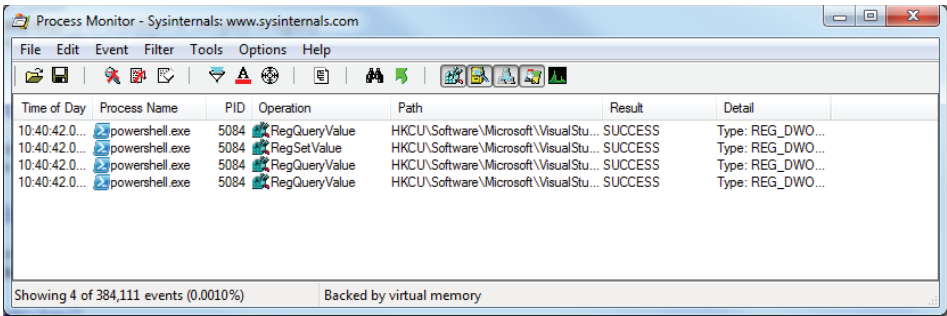 Process Monitor - Sysinternals: www.sysinternals.com
File Edit Event Filter Tools Options Help
Time of Day Process Name PID Operation Path Result Detail
10:40:42.0... powershell.exe 5084 RegQueryValue HKCU\Software\Microsoft\VisualStu... SUCCESS Type: REG_DWO...
10:40:42.0... powershell.exe 5084 RegSetValue HKCU\Software\Microsoft\VisualStu... SUCCESS Type: REG_DWO...
10:40:42.0... powershell.exe 5084 RegQueryValue HKCU\Software\Microsoft\VisualStu... SUCCESS Type: REG_DWO...
10:40:42.0... powershell.exe 5084 RegQueryValue HKCU\Software\Microsoft\VisualStu... SUCCESS Type: REG_DWO...
Showing 4 of 384,111 events (0.0010%) Backed by virtual memory